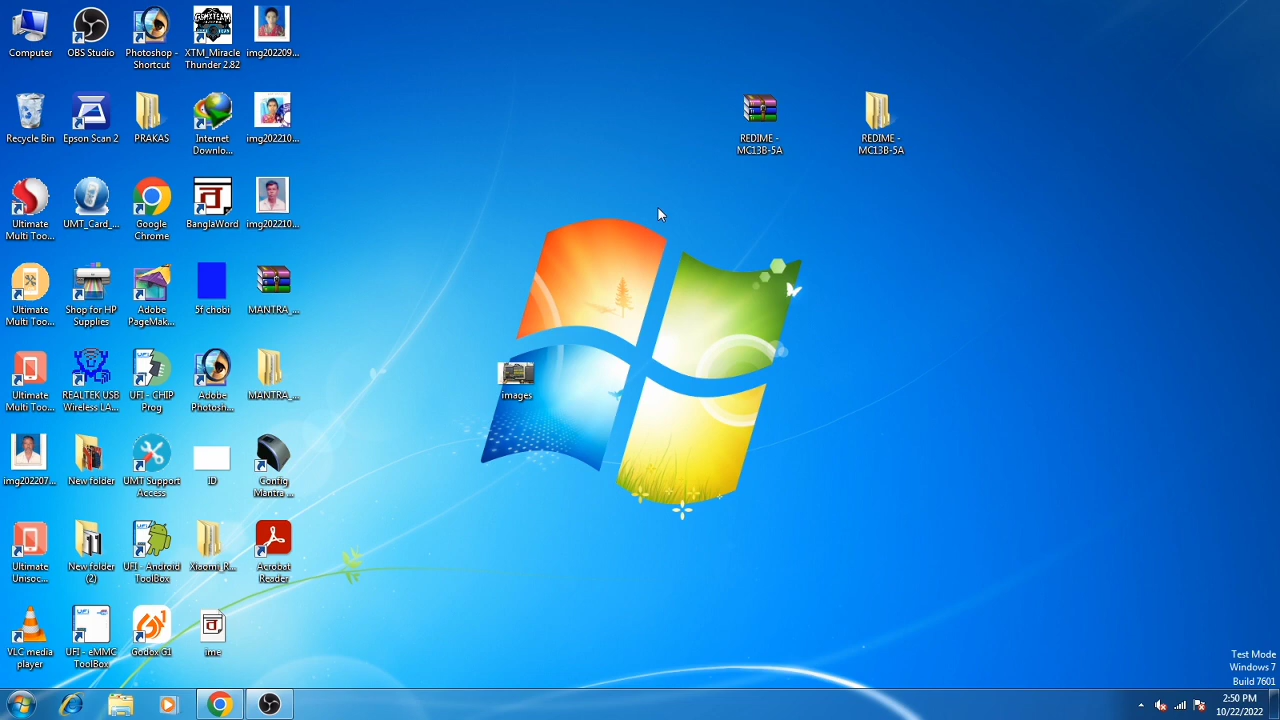 Computer
OBS Studio
Photoshop -
Shortcut
XTM_Miracle
Thunder 2.82
img202209...
Recycle Bin
Epson Scan 2
PRAKAS
Internet
Downlo...
img202210...
Ultimate
Multi Too...
UMT_Card_...
Google
Chrome
BanglaWord
img202210...
Ultimate
Multi Too...
Shop for HP
Supplies
Adobe
PageMak...
5f chobi
MANTRA_...
Ultimate
Multi Too...
REALTEK USB
Wireless LA...
UFI - CHIP
Prog
Adobe
Photosh...
MANTRA_...
img202207...
New folder
UMT Support
Access
ID
Config
Mantra ...
Ultimate
Unisoc...
New folder
(2)
UFI - Android
ToolBox
Xiaomi_R...
Acrobat
Reader
VLC media
player
UFI - eMMC
ToolBox
Godox G1
ime
REDIME -
MC13B-5A
REDIME -
MC13B-5A
images
Test Mode
Windows 7
Build 7601
2:50 PM
10/22/2022